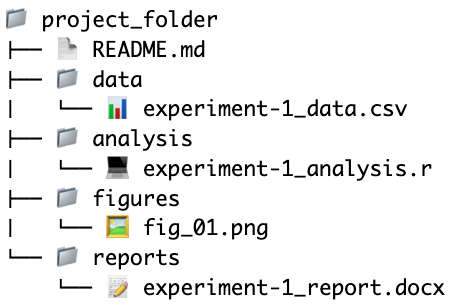 project_folder
README.md
data
experiment-1_data.csv
analysis
experiment-1_analysis.r
figures
fig_01.png
reports
experiment-1_report.docx